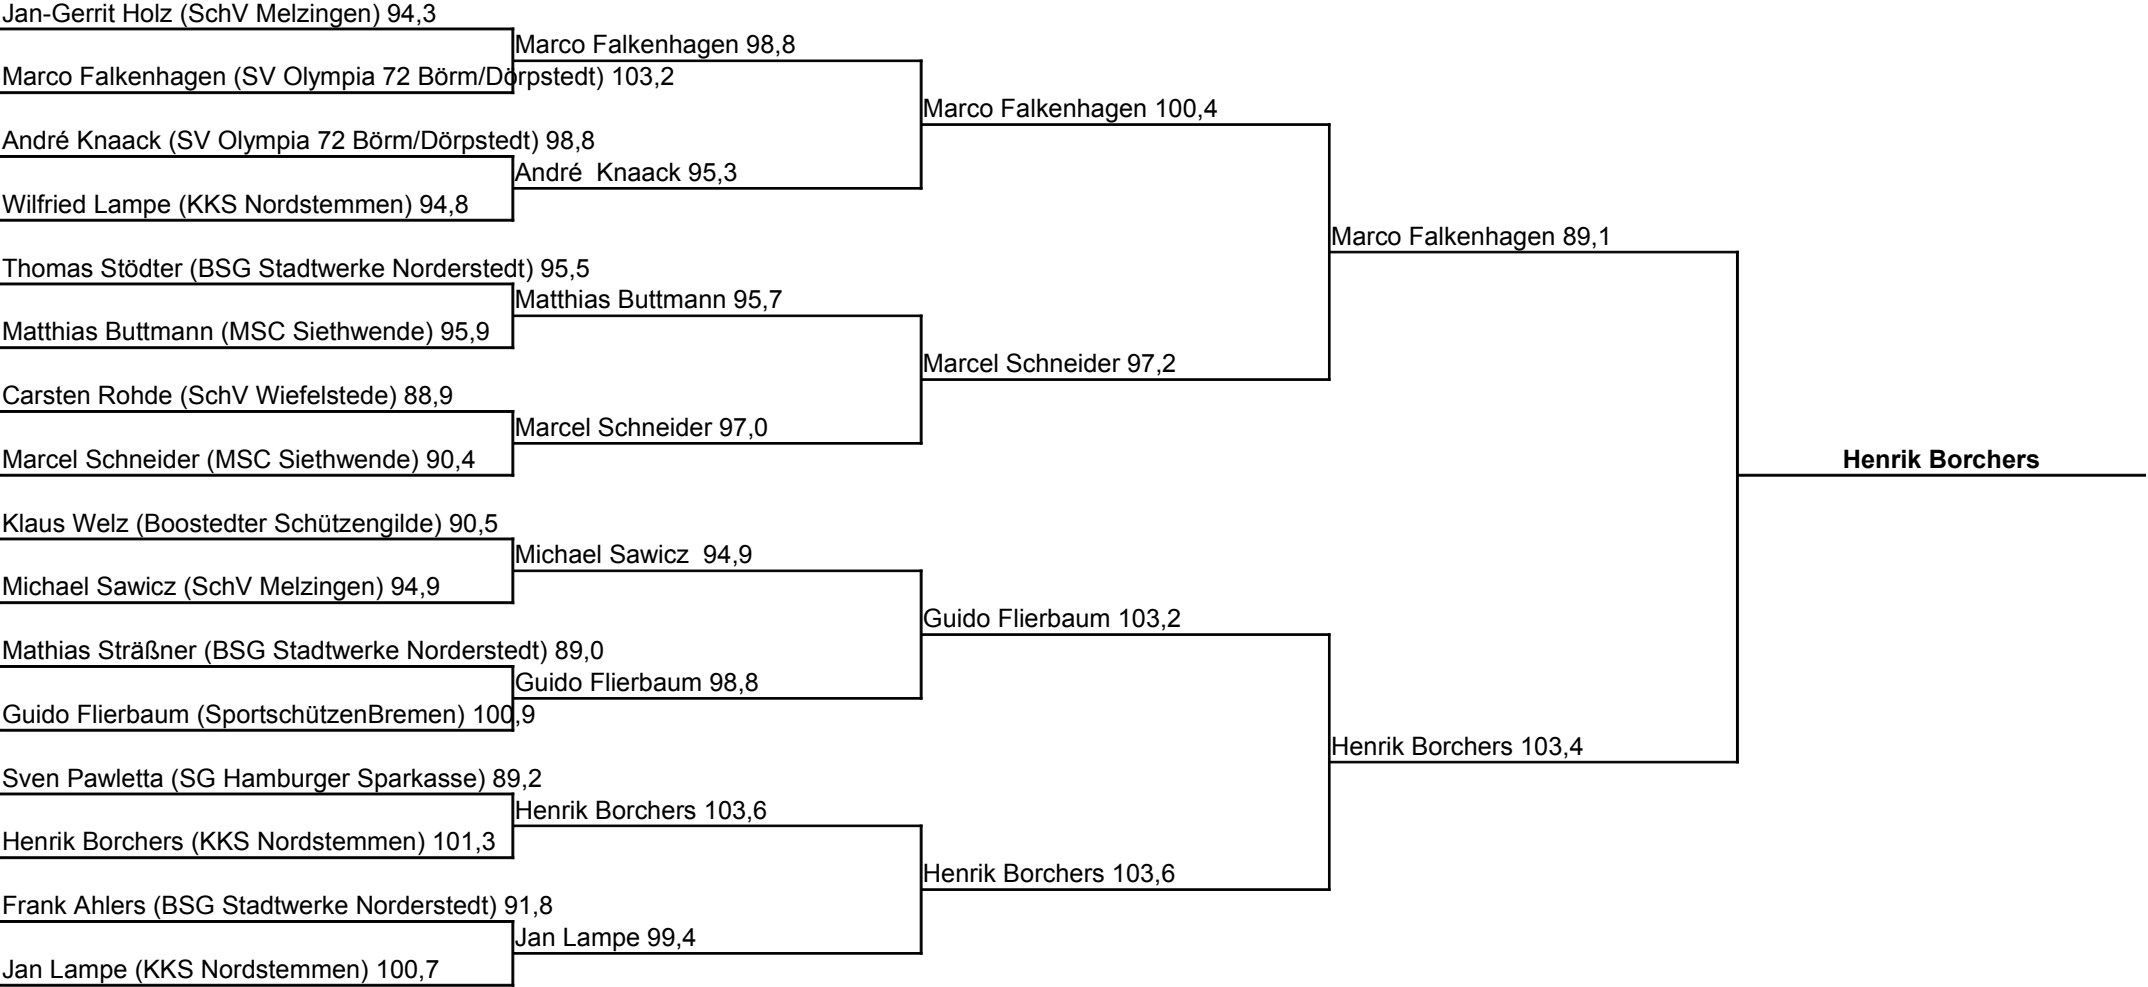 Jan-Gerrit Holz (SchV Melzingen) 94,3
Marco Falkenhagen 98,8
Marco Falkenhagen (SV Olympia 72 Börm/Dörpstedt) 103,2
Marco Falkenhagen 100,4
André Knaack (SV Olympia 72 Börm/Dörpstedt) 98,8
André  Knaack 95,3
Wilfried Lampe (KKS Nordstemmen) 94,8
Marco Falkenhagen 89,1
Thomas Stödter (BSG Stadtwerke Norderstedt) 95,5
Matthias Buttmann 95,7
Matthias Buttmann (MSC Siethwende) 95,9
Marcel Schneider 97,2
Carsten Rohde (SchV Wiefelstede) 88,9
Marcel Schneider 97,0
Marcel Schneider (MSC Siethwende) 90,4
Henrik Borchers
Klaus Welz (Boostedter Schützengilde) 90,5
Michael Sawicz  94,9
Michael Sawicz (SchV Melzingen) 94,9
Guido Flierbaum 103,2
Mathias Sträßner (BSG Stadtwerke Norderstedt) 89,0
Guido Flierbaum 98,8
Guido Flierbaum (SportschützenBremen) 100,9
Henrik Borchers 103,4
Sven Pawletta (SG Hamburger Sparkasse) 89,2
Henrik Borchers 103,6
Henrik Borchers (KKS Nordstemmen) 101,3
Henrik Borchers 103,6
Frank Ahlers (BSG Stadtwerke Norderstedt) 91,8
Jan Lampe 99,4
Jan Lampe (KKS Nordstemmen) 100,7